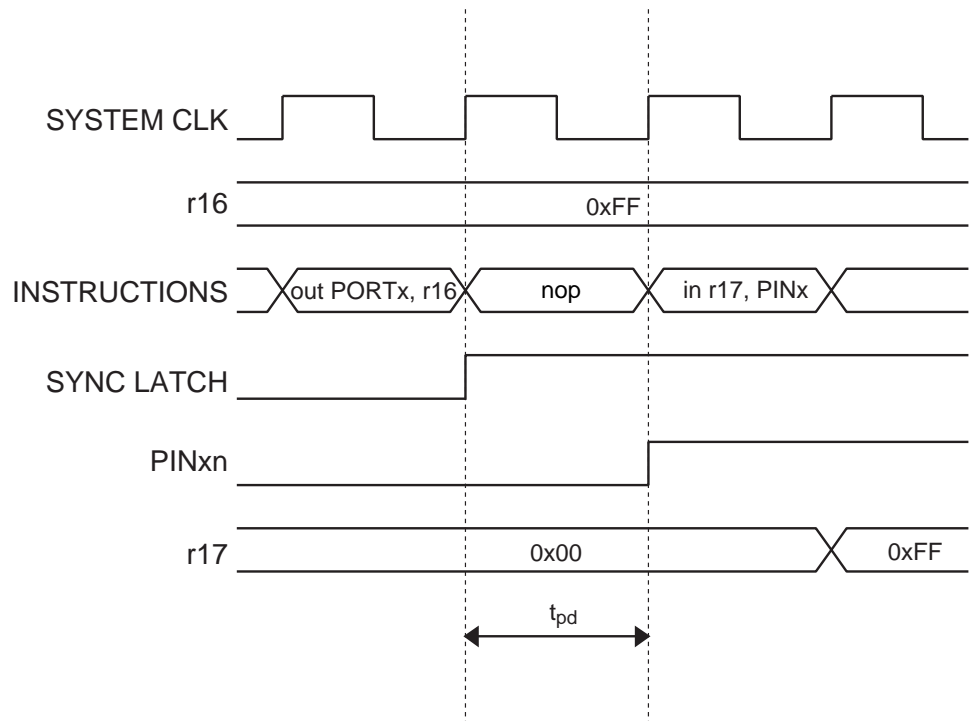 SYSTEM CLK
r16
0xFF
INSTRUCTIONS
out PORTx, r16
nop
in r17, PINx
SYNC LATCH
PINxn
r17
0x00
0xFF
tpd